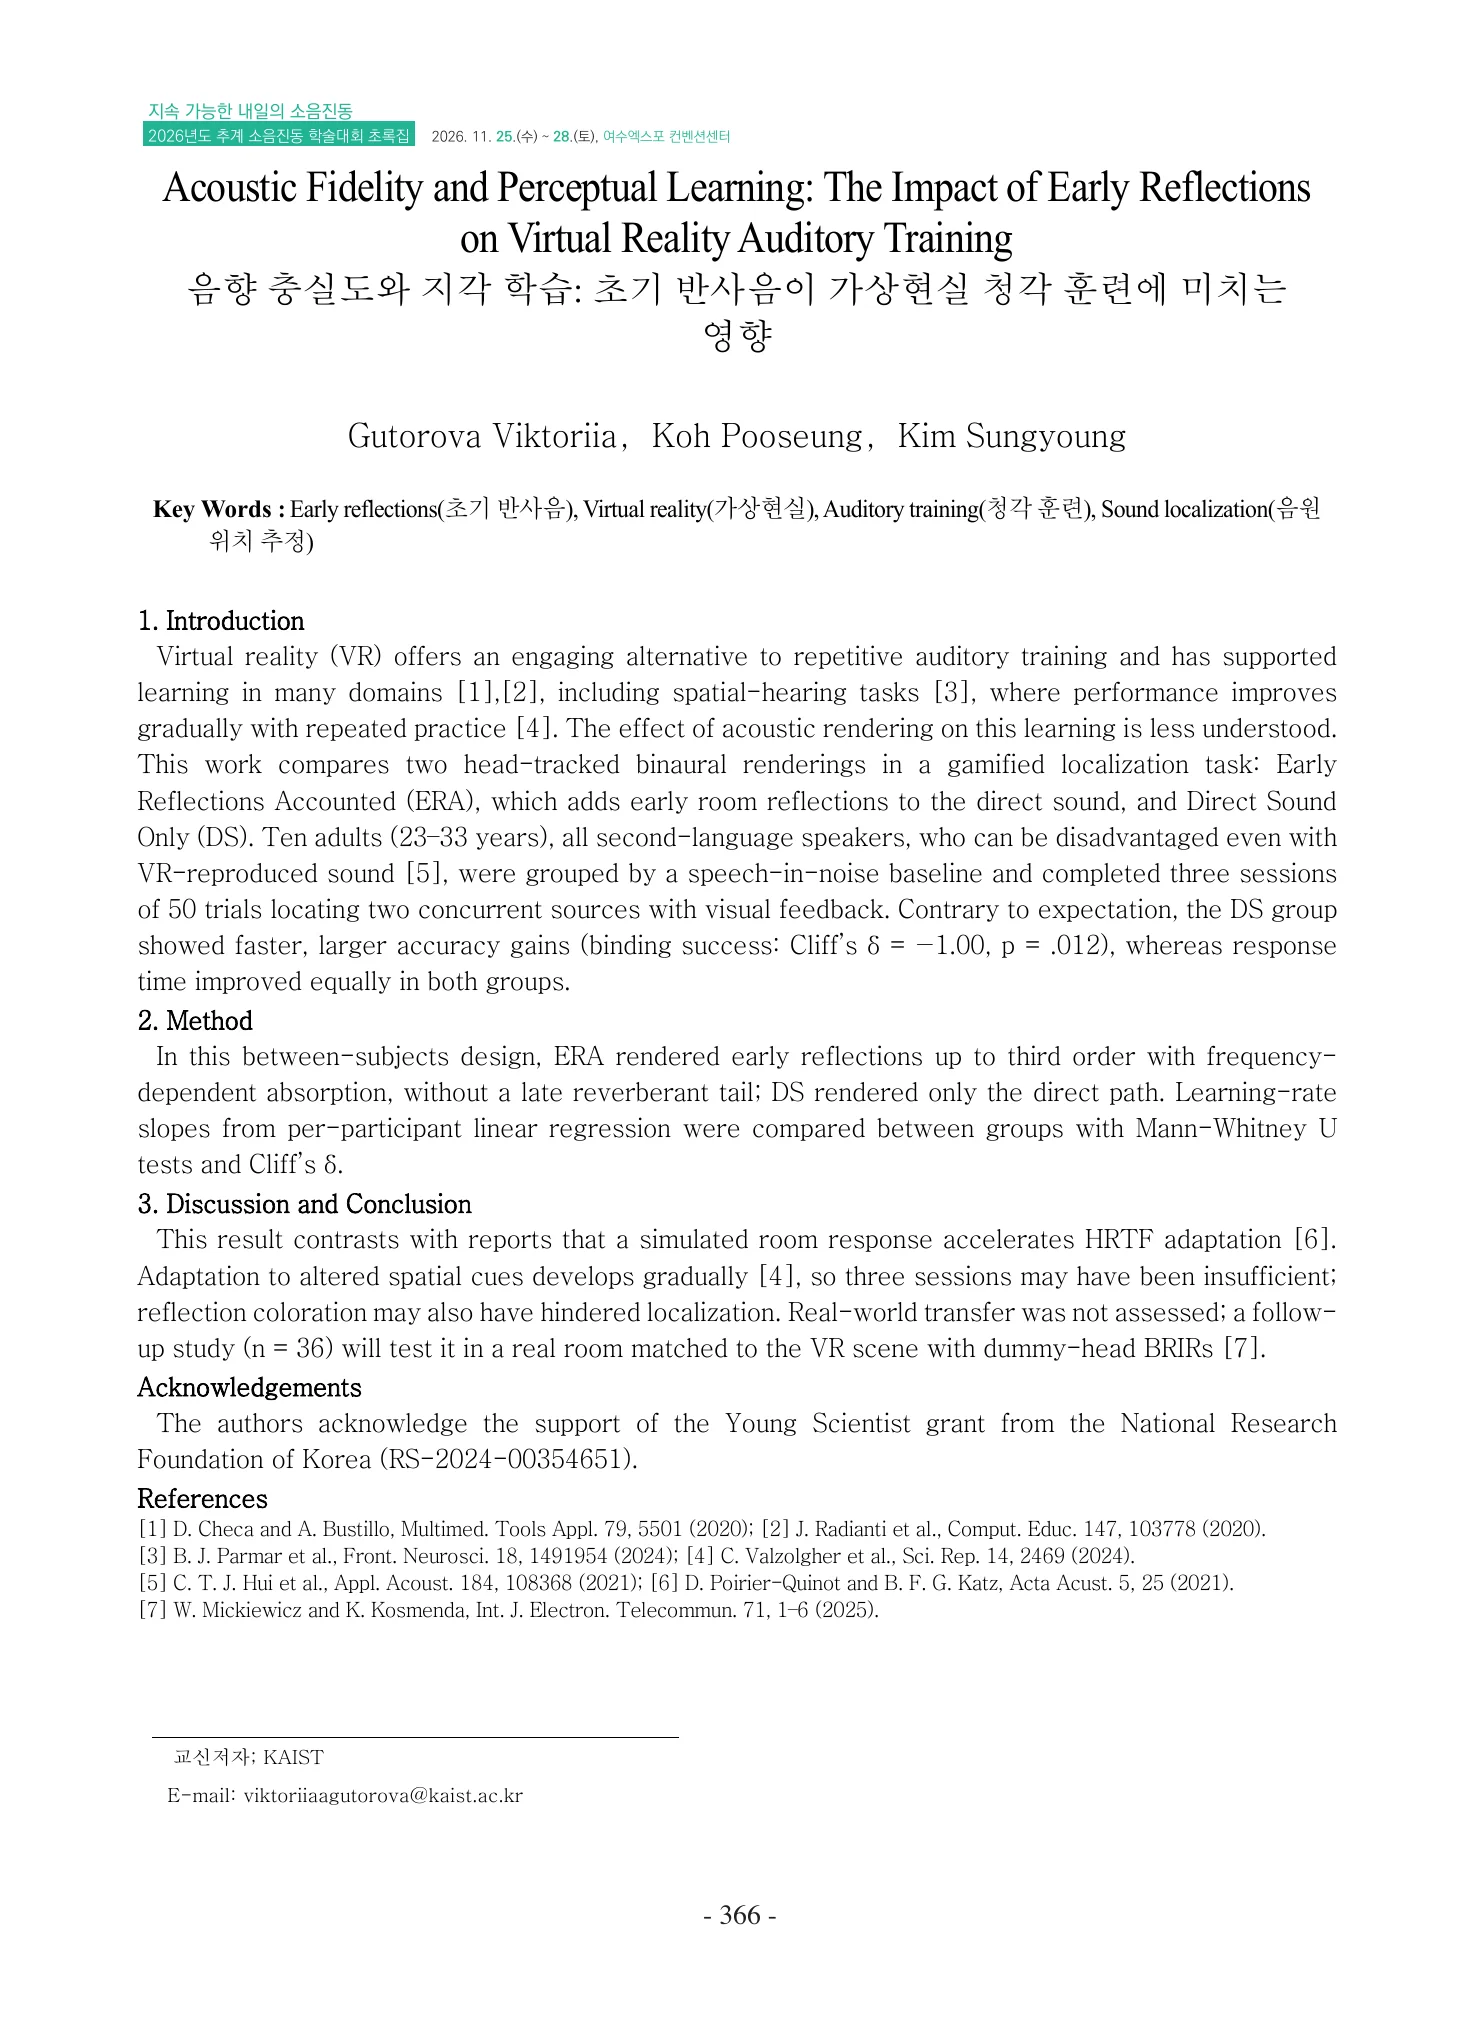 지속 가능한 내일의 소음진동
2026년도 추계 소음진동 학술대회 초록집 2026. 11. 25.(수) ~ 28.(토), 여수엑스포 컨벤션센터
Acoustic Fidelity and Perceptual Learning: The Impact of Early Reflections
on Virtual Reality Auditory Training
음향 충실도와 지각 학습: 초기 반사음이 가상현실 청각 훈련에 미치는
영향
Gutorova Viktoriia, Koh Pooseung, Kim Sungyoung
Key Words : Early reflections(초기 반사음), Virtual reality(가상현실), Auditory training(청각 훈련), Sound localization(음원
위치 추정)
1. Introduction
Virtual reality (VR) offers an engaging alternative to repetitive auditory training and has supported
learning in many domains [1],[2], including spatial-hearing tasks [3], where performance improves
gradually with repeated practice [4]. The effect of acoustic rendering on this learning is less understood.
This work compares two head-tracked binaural renderings in a gamified localization task: Early
Reflections Accounted (ERA), which adds early room reflections to the direct sound, and Direct Sound
Only (DS). Ten adults (23–33 years), all second-language speakers, who can be disadvantaged even with
VR-reproduced sound [5], were grouped by a speech-in-noise baseline and completed three sessions
of 50 trials locating two concurrent sources with visual feedback. Contrary to expectation, the DS group
showed faster, larger accuracy gains (binding success: Cliff's δ = −1.00, p = .012), whereas response
time improved equally in both groups.
2. Method
In this between-subjects design, ERA rendered early reflections up to third order with frequency-
dependent absorption, without a late reverberant tail; DS rendered only the direct path. Learning-rate
slopes from per-participant linear regression were compared between groups with Mann-Whitney U
tests and Cliff's δ.
3. Discussion and Conclusion
This result contrasts with reports that a simulated room response accelerates HRTF adaptation [6].
Adaptation to altered spatial cues develops gradually [4], so three sessions may have been insufficient;
reflection coloration may also have hindered localization. Real-world transfer was not assessed; a follow-
up study (n = 36) will test it in a real room matched to the VR scene with dummy-head BRIRs [7].
Acknowledgements
The authors acknowledge the support of the Young Scientist grant from the National Research
Foundation of Korea (RS-2024-00354651).
References
[1] D. Checa and A. Bustillo, Multimed. Tools Appl. 79, 5501 (2020); [2] J. Radianti et al., Comput. Educ. 147, 103778 (2020).
[3] B. J. Parmar et al., Front. Neurosci. 18, 1491954 (2024); [4] C. Valzolgher et al., Sci. Rep. 14, 2469 (2024).
[5] C. T. J. Hui et al., Appl. Acoust. 184, 108368 (2021); [6] D. Poirier-Quinot and B. F. G. Katz, Acta Acust. 5, 25 (2021).
[7] W. Mickiewicz and K. Kosmenda, Int. J. Electron. Telecommun. 71, 1–6 (2025).
교신저자; KAIST
E-mail: viktoriiaagutorova@kaist.ac.kr
- 366 -